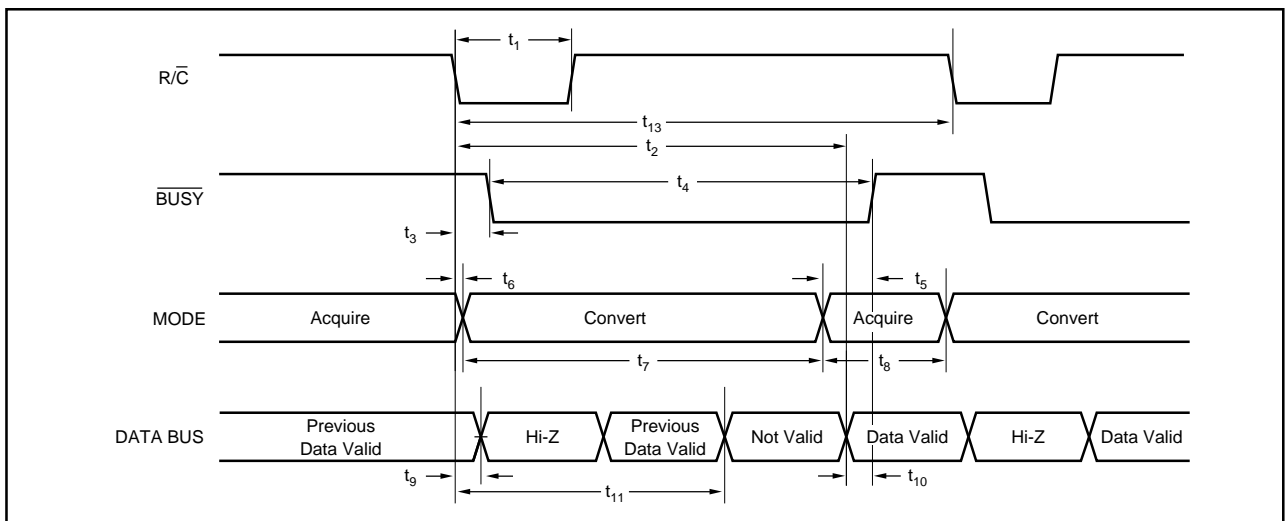 t₁
R/C̅
t₁₃
t₂
B̅U̅S̅Y̅
t₄
t₃
t₆
t₅
MODE
Acquire
Convert
Acquire
Convert
t₇
t₈
DATA BUS
Previous
Data Valid
Hi-Z
Previous
Data Valid
Not Valid
Data Valid
Hi-Z
Data Valid
t₉
t₁₁
t₁₀